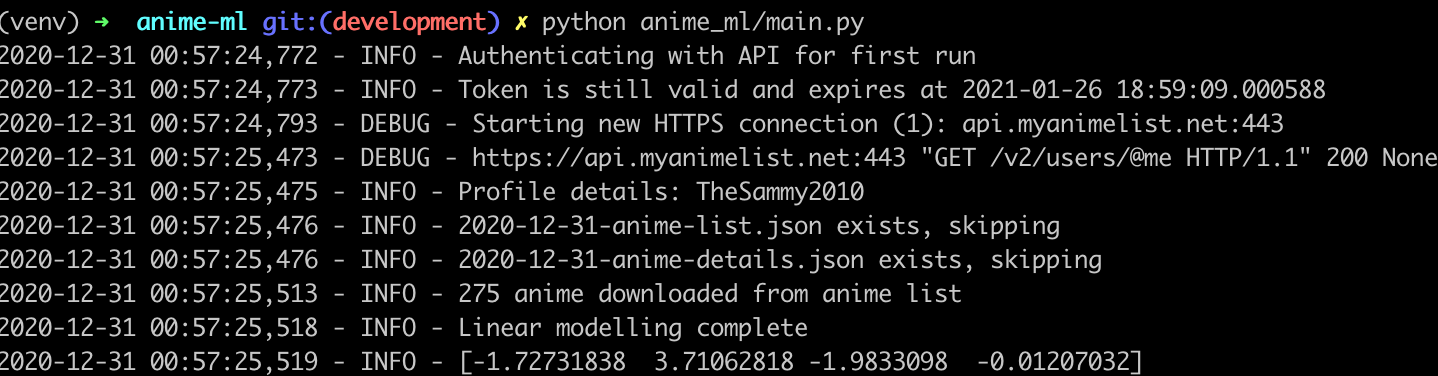 (venv) ➜  anime-ml git:(development) ✗ python anime_ml/main.py
2020-12-31 00:57:24,772 - INFO - Authenticating with API for first run
2020-12-31 00:57:24,773 - INFO - Token is still valid and expires at 2021-01-26 18:59:09.000588
2020-12-31 00:57:24,793 - DEBUG - Starting new HTTPS connection (1): api.myanimelist.net:443
2020-12-31 00:57:25,473 - DEBUG - https://api.myanimelist.net:443 "GET /v2/users/@me HTTP/1.1" 200 None
2020-12-31 00:57:25,475 - INFO - Profile details: TheSammy2010
2020-12-31 00:57:25,476 - INFO - 2020-12-31-anime-list.json exists, skipping
2020-12-31 00:57:25,476 - INFO - 2020-12-31-anime-details.json exists, skipping
2020-12-31 00:57:25,513 - INFO - 275 anime downloaded from anime list
2020-12-31 00:57:25,518 - INFO - Linear modelling complete
2020-12-31 00:57:25,519 - INFO - [-1.72731838  3.71062818 -1.9833098  -0.01207032]